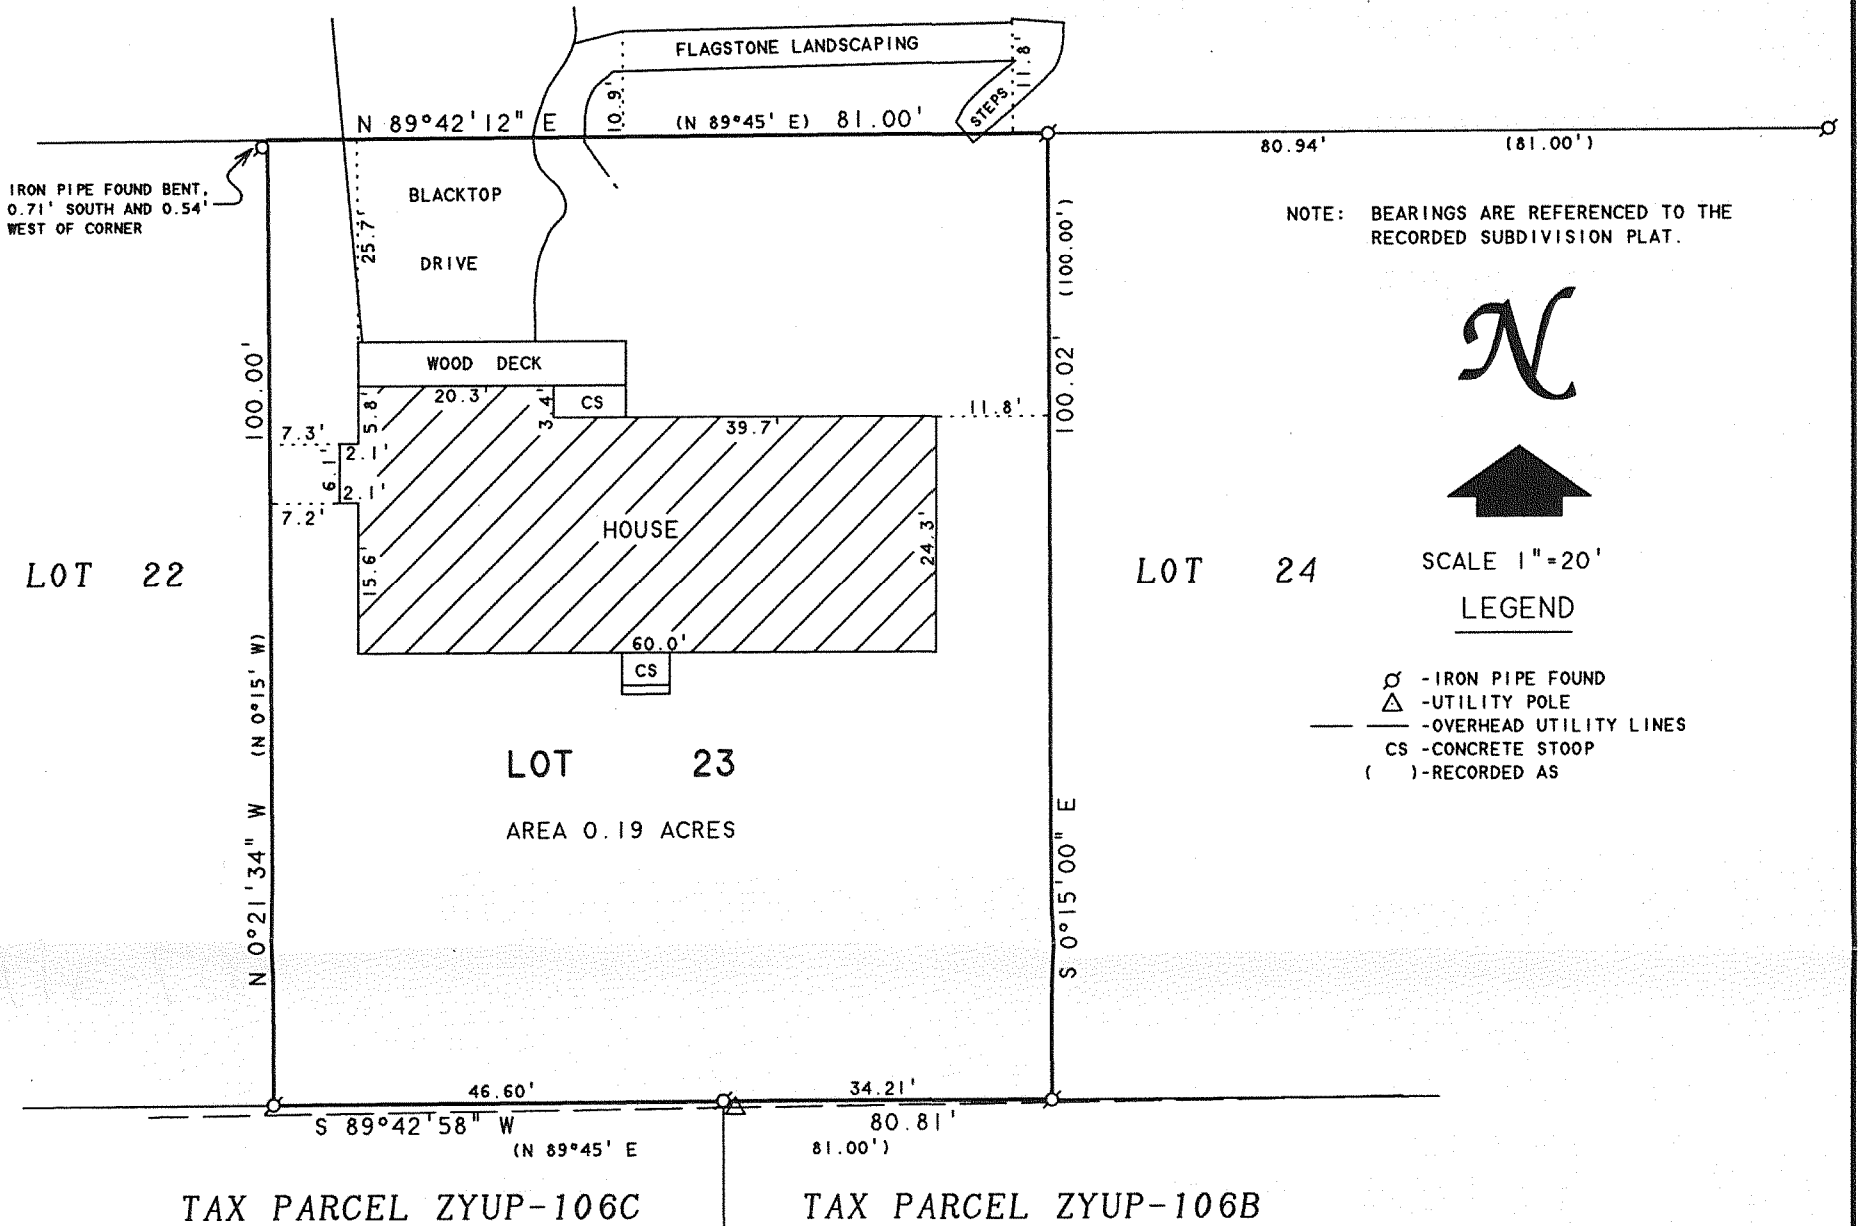 FLAGSTONE LANDSCAPING
11.8'
10.9'
STEPS
N 89°42'12" E (N 89°45' E) 81.00'
80.94' (81.00')
IRON PIPE FOUND BENT,
0.71' SOUTH AND 0.54'
WEST OF CORNER
BLACKTOP
DRIVE
25.7'
(100.00')
100.02'
S 0°15'00" E
NOTE: BEARINGS ARE REFERENCED TO THE
RECORDED SUBDIVISION PLAT.
N
100.00'
(N 0°15' W)
N 0°21'34" W
WOOD DECK
20.3'
3.4'
CS
5.8'
11.8'
39.7'
7.3'
2.1'
6.1'
2.1'
7.2'
HOUSE
24.3'
15.6'
60.0'
CS
LOT 22
LOT 24
SCALE 1"=20'
LEGEND
-IRON PIPE FOUND
-UTILITY POLE
-OVERHEAD UTILITY LINES
CS -CONCRETE STOOP
( )-RECORDED AS
LOT 23
AREA 0.19 ACRES
46.60'
34.21'
S 89°42'58" W 80.81'
(N 89°45' E 81.00')
TAX PARCEL ZYUP-106C
TAX PARCEL ZYUP-106B